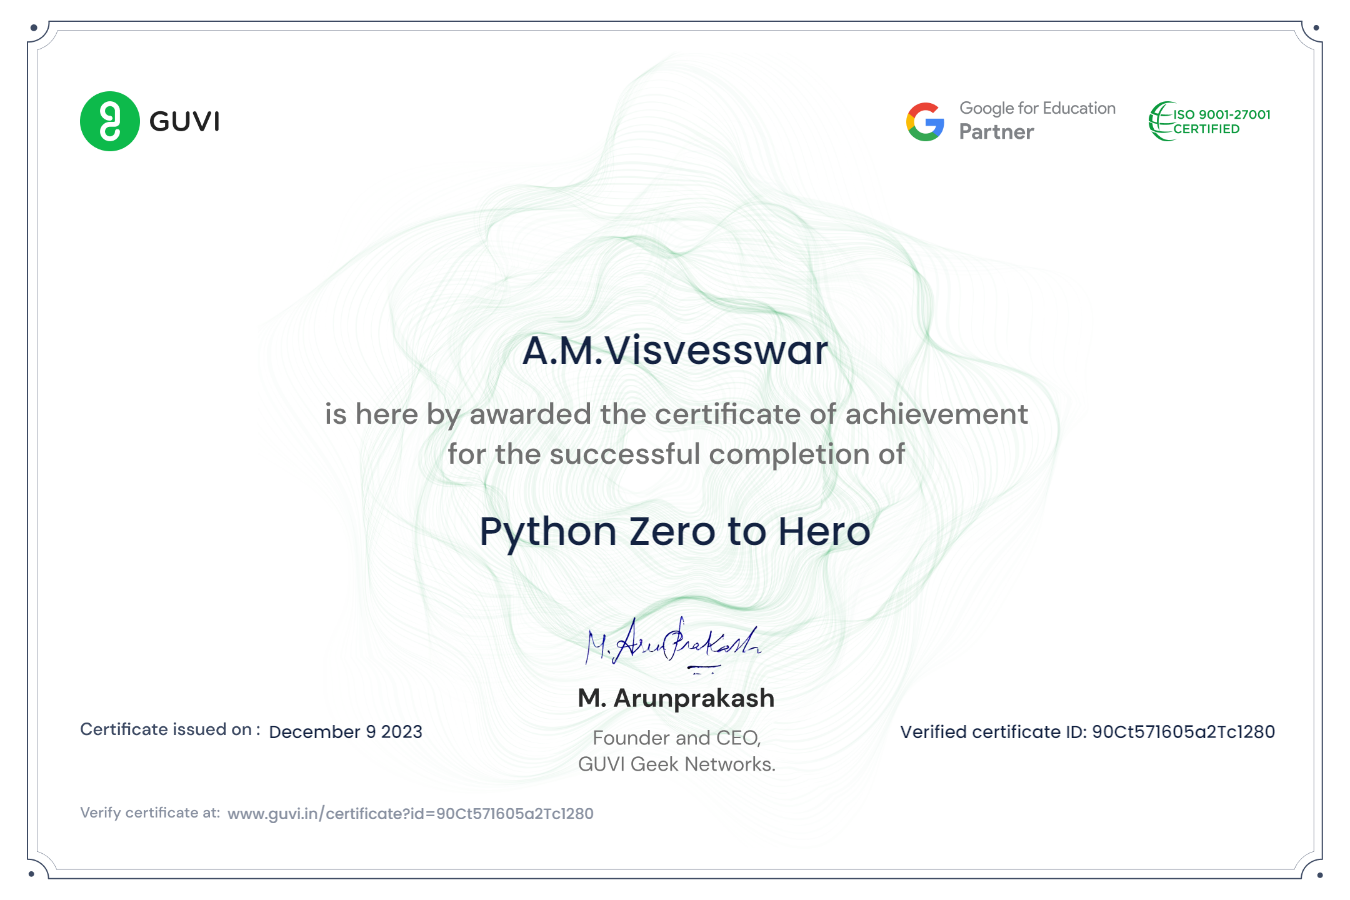 GUVI
Google for Education
Partner
ISO 9001-27001
CERTIFIED
A.M.Visvesswar
is here by awarded the certificate of achievement
for the successful completion of
Python Zero to Hero
M. ArunPrakash
M. Arunprakash
Founder and CEO,
GUVI Geek Networks.
Certificate issued on : December 9 2023
Verified certificate ID: 90Ct571605a2Tc1280
Verify certificate at: www.guvi.in/certificate?id=90Ct571605a2Tc1280